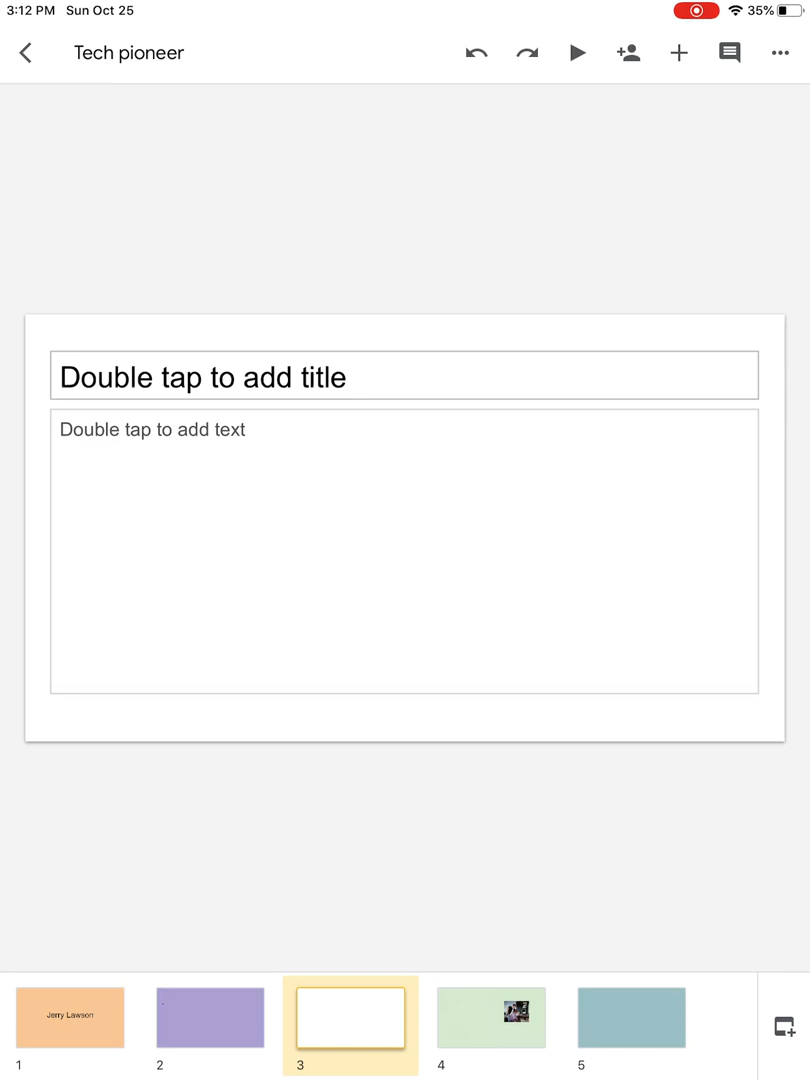 3:12 PM Sun Oct 25
35%
Tech pioneer
Double tap to add title
Double tap to add text
Jerry Lawson
1
2
3
4
5